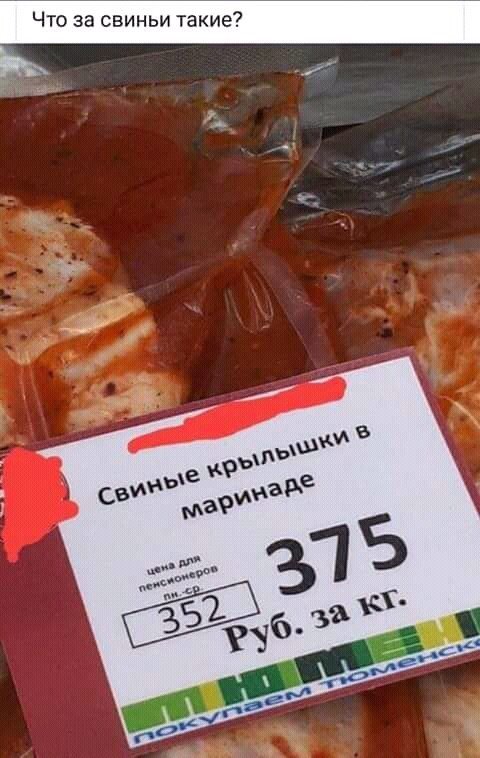 Что за свиньи такие?
Свиные крылышки в
маринаде
цена для
пенсионеров
пн.-ср.
352
375
Руб. за кг.
ТЮМЕН
покупаем тюменск